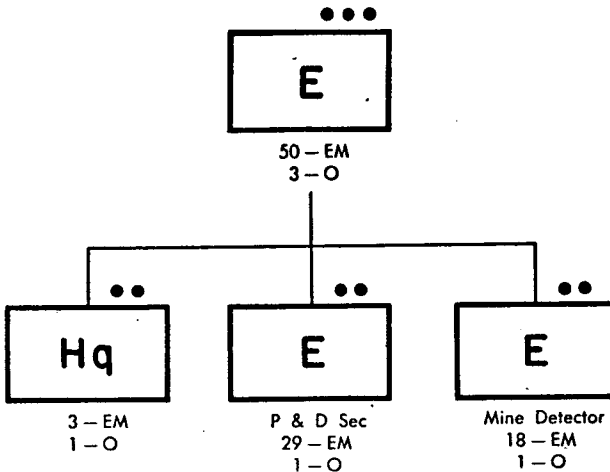 E
50 — EM
3 — O
Hq
3 — EM
1 — O
E
P & D Sec
29 — EM
1 — O
E
Mine Detector
18 — EM
1 — O